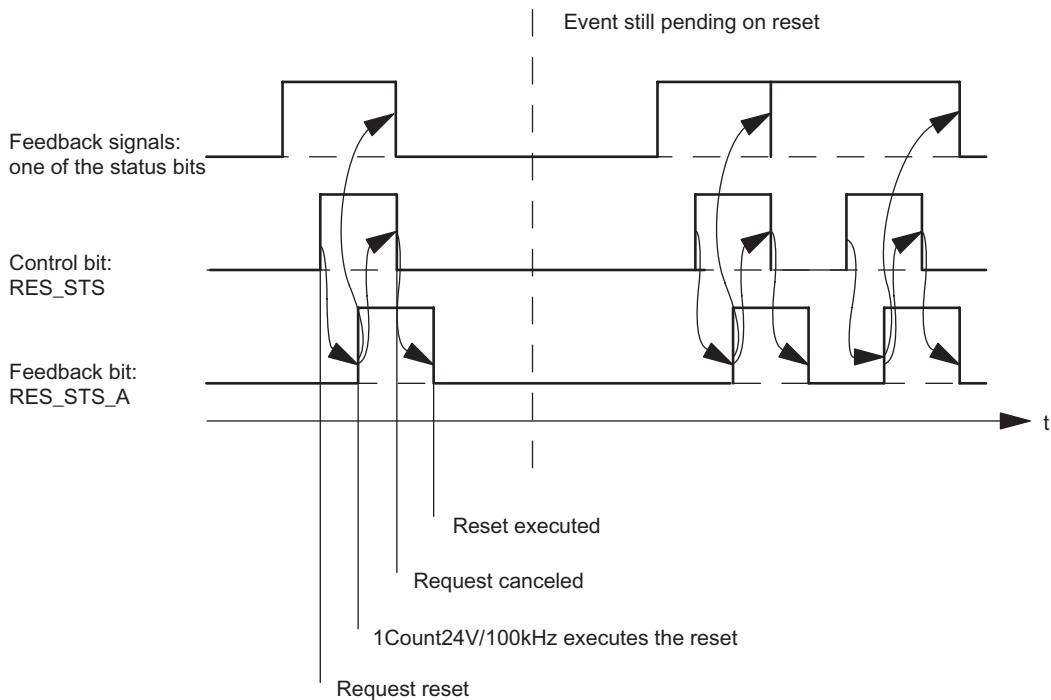 Event still pending on reset
Feedback signals:
one of the status bits
Control bit:
RES_STS
Feedback bit:
RES_STS_A
t
Reset executed
Request canceled
1Count24V/100kHz executes the reset
Request reset